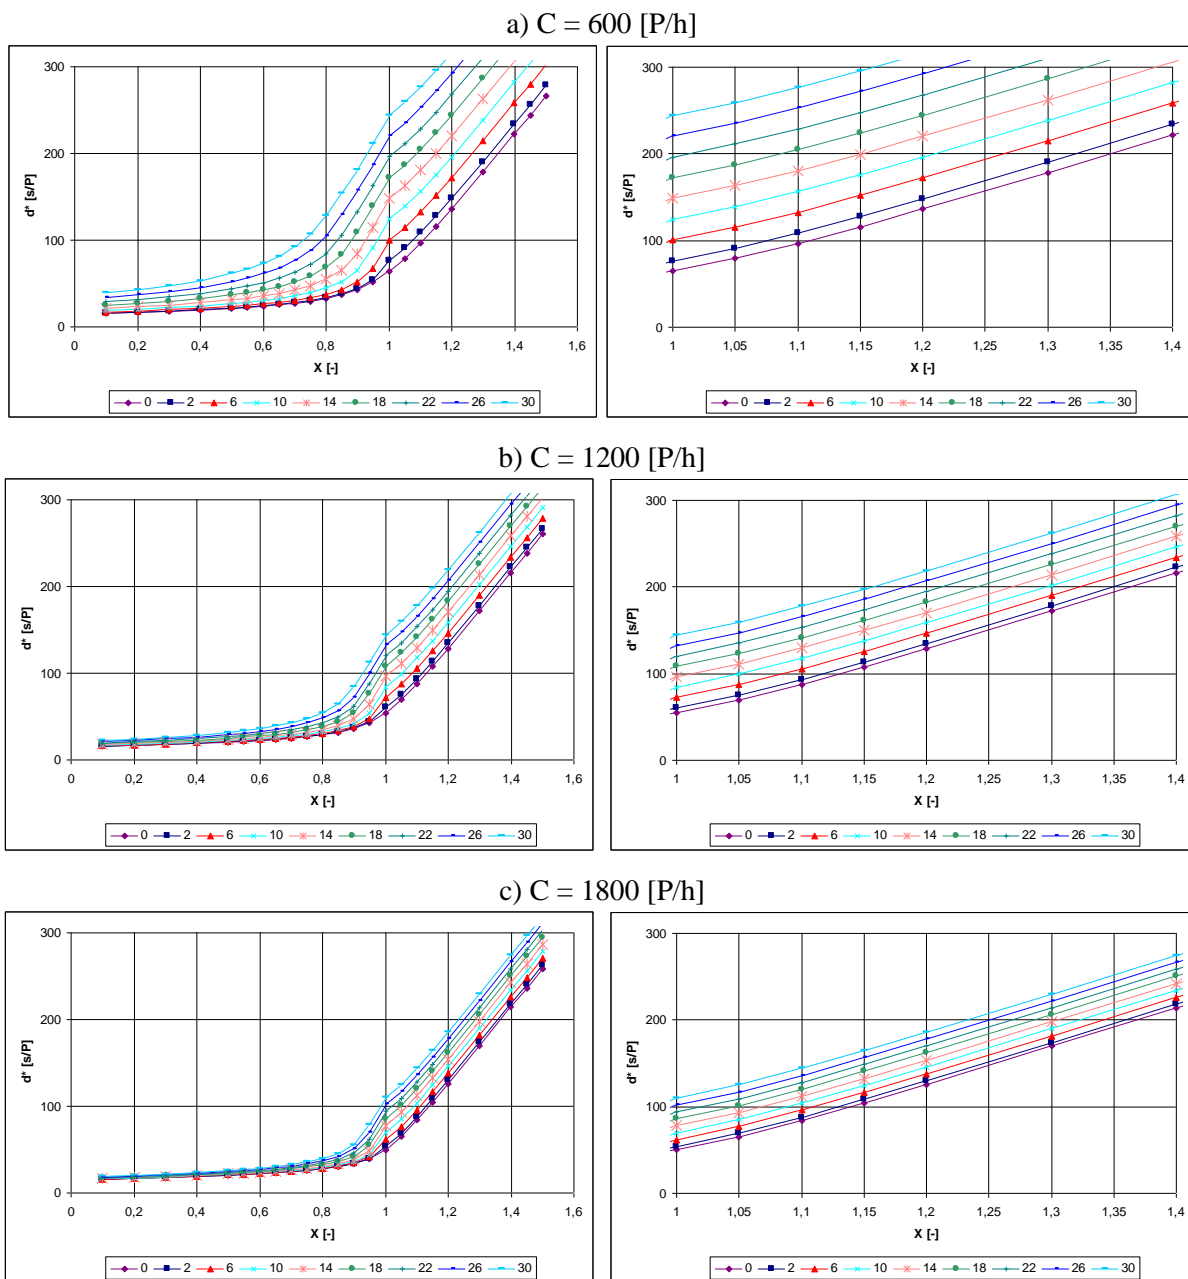 a) C = 600 [P/h]
300
200
100
0
d* [s/P]
0 0,2 0,4 0,6 0,8 1 1,2 1,4 1,6
X [-]
0 2 6 10 14 18 22 26 30
300
200
100
0
d* [s/P]
1 1,05 1,1 1,15 1,2 1,25 1,3 1,35 1,4
X [-]
0 2 6 10 14 18 22 26 30
b) C = 1200 [P/h]
300
200
100
0
d* [s/P]
0 0,2 0,4 0,6 0,8 1 1,2 1,4 1,6
X [-]
0 2 6 10 14 18 22 26 30
300
200
100
0
d* [s/P]
1 1,05 1,1 1,15 1,2 1,25 1,3 1,35 1,4
X [-]
0 2 6 10 14 18 22 26 30
c) C = 1800 [P/h]
300
200
100
0
d* [s/P]
0 0,2 0,4 0,6 0,8 1 1,2 1,4 1,6
X [-]
0 2 6 10 14 18 22 26 30
300
200
100
0
d* [s/P]
1 1,05 1,1 1,15 1,2 1,25 1,3 1,35 1,4
X [-]
0 2 6 10 14 18 22 26 30